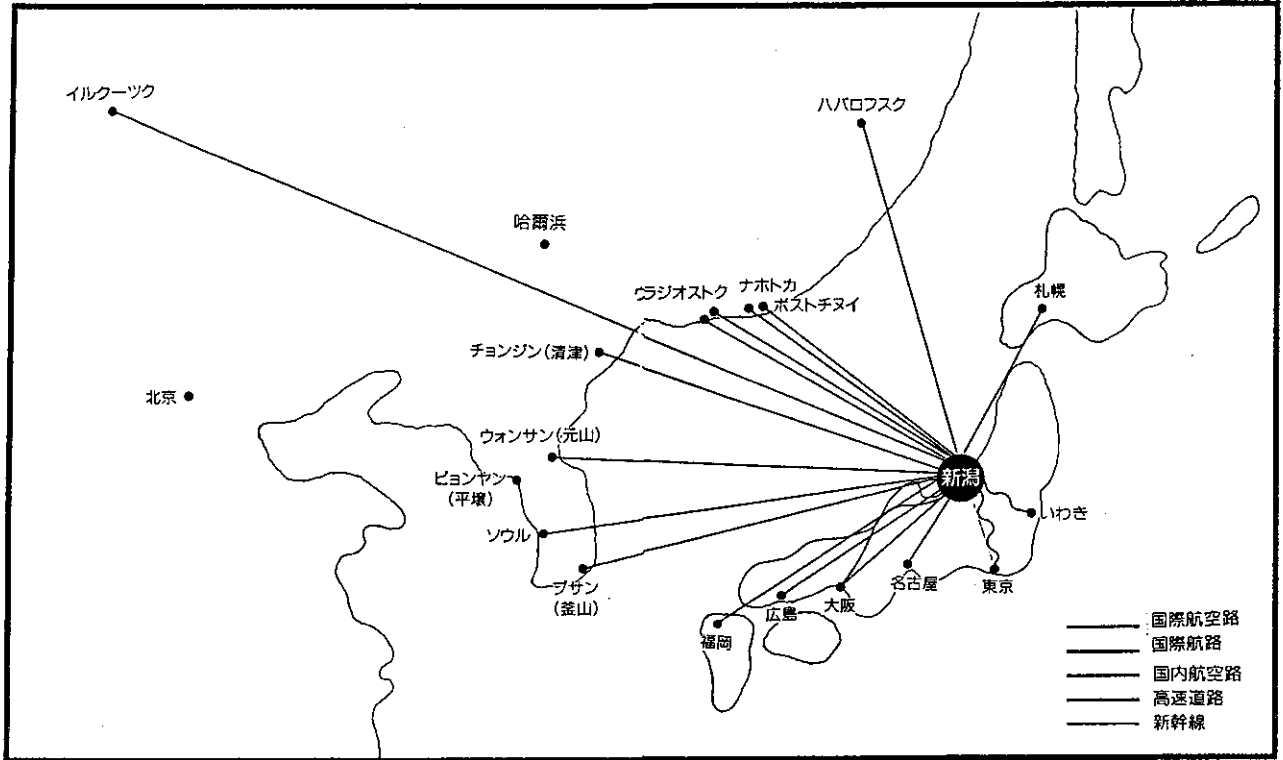 イルクーツク
ハバロフスク
哈爾浜
ウラジオストク
ナホトカ
ボストチヌイ
札幌
チョンジン(清津)
北京
ウォンサン(元山)
ピョンヤン
(平壌)
新潟
いわき
ソウル
プサン
(釜山)
名古屋
東京
大阪
広島
福岡
国際航空路
国際航路
国内航空路
高速道路
新幹線